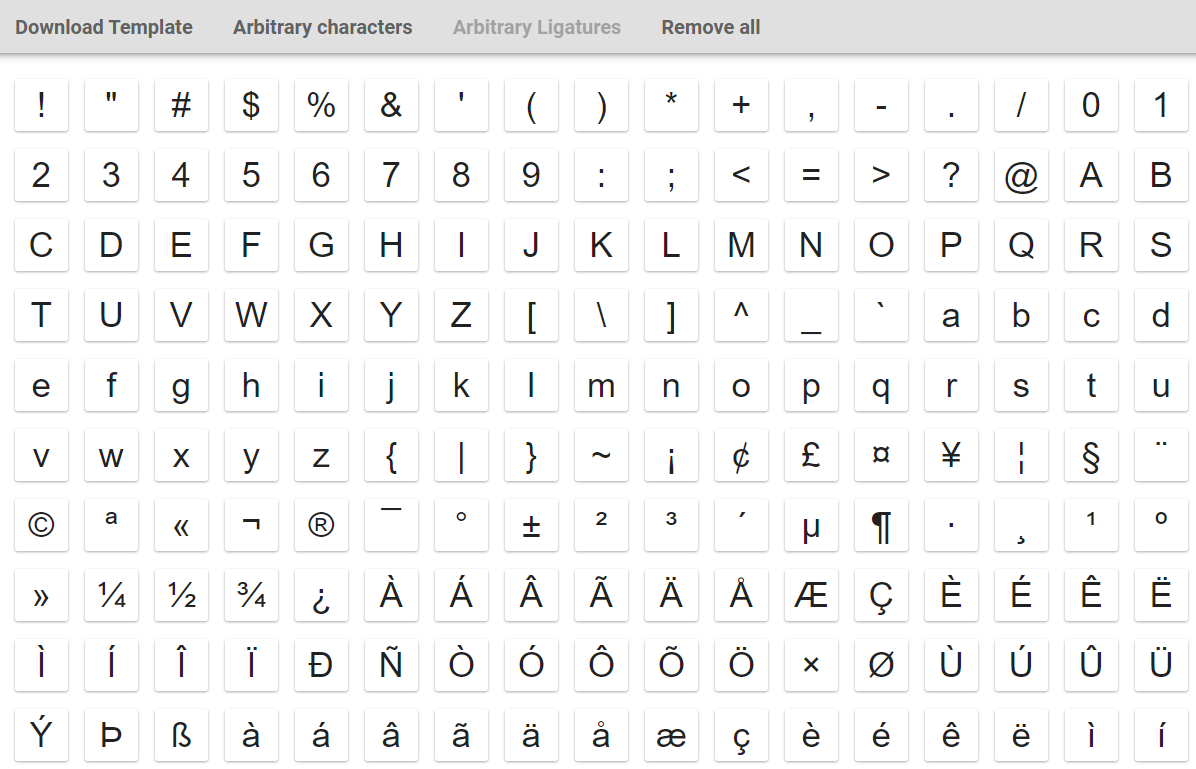 Download Template Arbitrary characters Arbitrary Ligatures Remove all
! " # $ % & ' ( ) * + , - . / 0 1
2 3 4 5 6 7 8 9 : ; < = > ? @ A B
C D E F G H I J K L M N O P Q R S
T U V W X Y Z [ \ ] ^ _ ` a b c d
e f g h i j k l m n o p q r s t u
v w x y z { | } ~ ¡ ¢ £ ¤ ¥ ¦ § ¨
© ª « ¬ ® ¯ ° ± ² ³ ´ µ ¶ · ¸ ¹ º
» ¼ ½ ¾ ¿ À Á Â Ã Ä Å Æ Ç È É Ê Ë
Ì Í Î Ï Ð Ñ Ò Ó Ô Õ Ö × Ø Ù Ú Û Ü
Ý Þ ß à á â ã ä å æ ç è é ê ë ì í